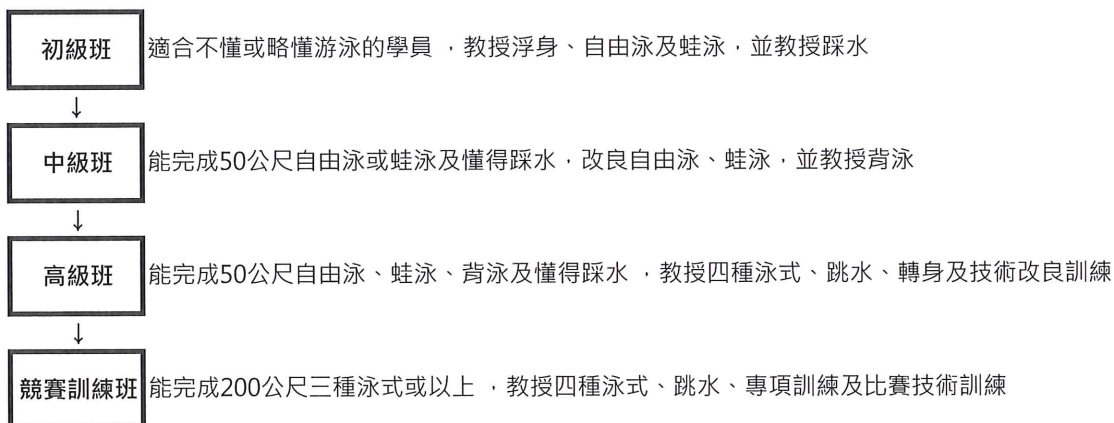 初級班 適合不懂或略懂游泳的學員 ，教授浮身、自由泳及蛙泳，並教授踩水
↓
中級班 能完成50公尺自由泳或蛙泳及懂得踩水，改良自由泳、蛙泳，並教授背泳
↓
高級班 能完成50公尺自由泳、蛙泳、背泳及懂得踩水 ，教授四種泳式、跳水、轉身及技術改良訓練
↓
競賽訓練班 能完成200公尺三種泳式或以上 ，教授四種泳式、跳水、專項訓練及比賽技術訓練